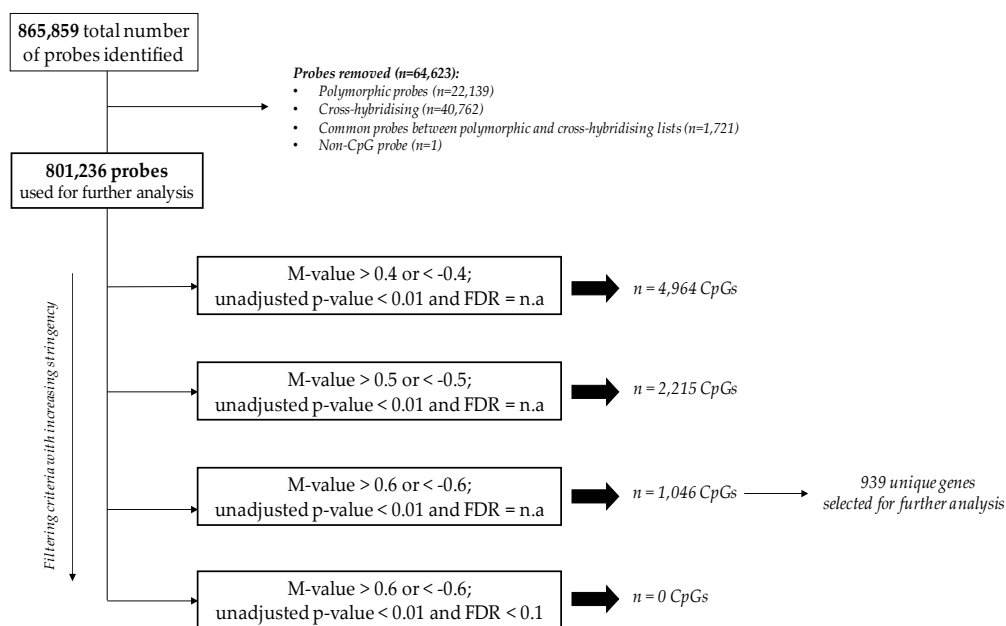 865,859 total number
of probes identified
Probes removed (n=64,623):
• Polymorphic probes (n=22,139)
• Cross-hybridising (n=40,762)
• Common probes between polymorphic and cross-hybridising lists (n=1,721)
• Non-CpG probe (n=1)
801,236 probes
used for further analysis
Filtering criteria with increasing stringency
M-value > 0.4 or < -0.4;
unadjusted p-value < 0.01 and FDR = n.a
n = 4,964 CpGs
M-value > 0.5 or < -0.5;
unadjusted p-value < 0.01 and FDR = n.a
n = 2,215 CpGs
M-value > 0.6 or < -0.6;
unadjusted p-value < 0.01 and FDR = n.a
n = 1,046 CpGs
939 unique genes
selected for further analysis
M-value > 0.6 or < -0.6;
unadjusted p-value < 0.01 and FDR < 0.1
n = 0 CpGs